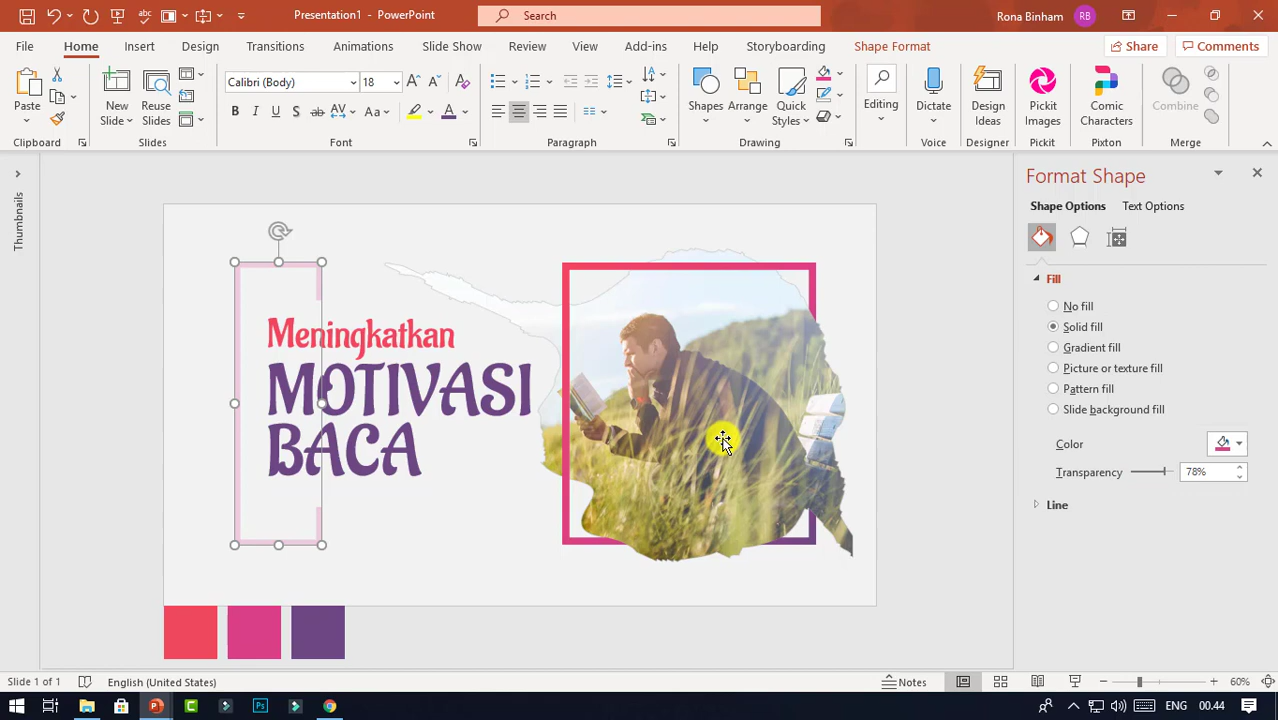 Presentation1 - PowerPoint
Search
Rona Binham
RB
File
Home
Insert
Design
Transitions
Animations
Slide Show
Review
View
Add-ins
Help
Storyboarding
Shape Format
Share
Comments
Paste
New
Slide
Reuse
Slides
Calibri (Body)
18
Shapes
Arrange
Quick
Styles
Editing
Dictate
Design
Ideas
Pickit
Images
Comic
Characters
Combine
Clipboard
Slides
Font
Paragraph
Drawing
Voice
Designer
Pickit
Pixton
Merge
Thumbnails
Meningkatkan
MOTIVASI
BACA
Format Shape
Shape Options
Text Options
Fill
No fill
Solid fill
Gradient fill
Picture or texture fill
Pattern fill
Slide background fill
Color
Transparency
78%
Line
Slide 1 of 1
English (United States)
Notes
60%
ENG
00.44